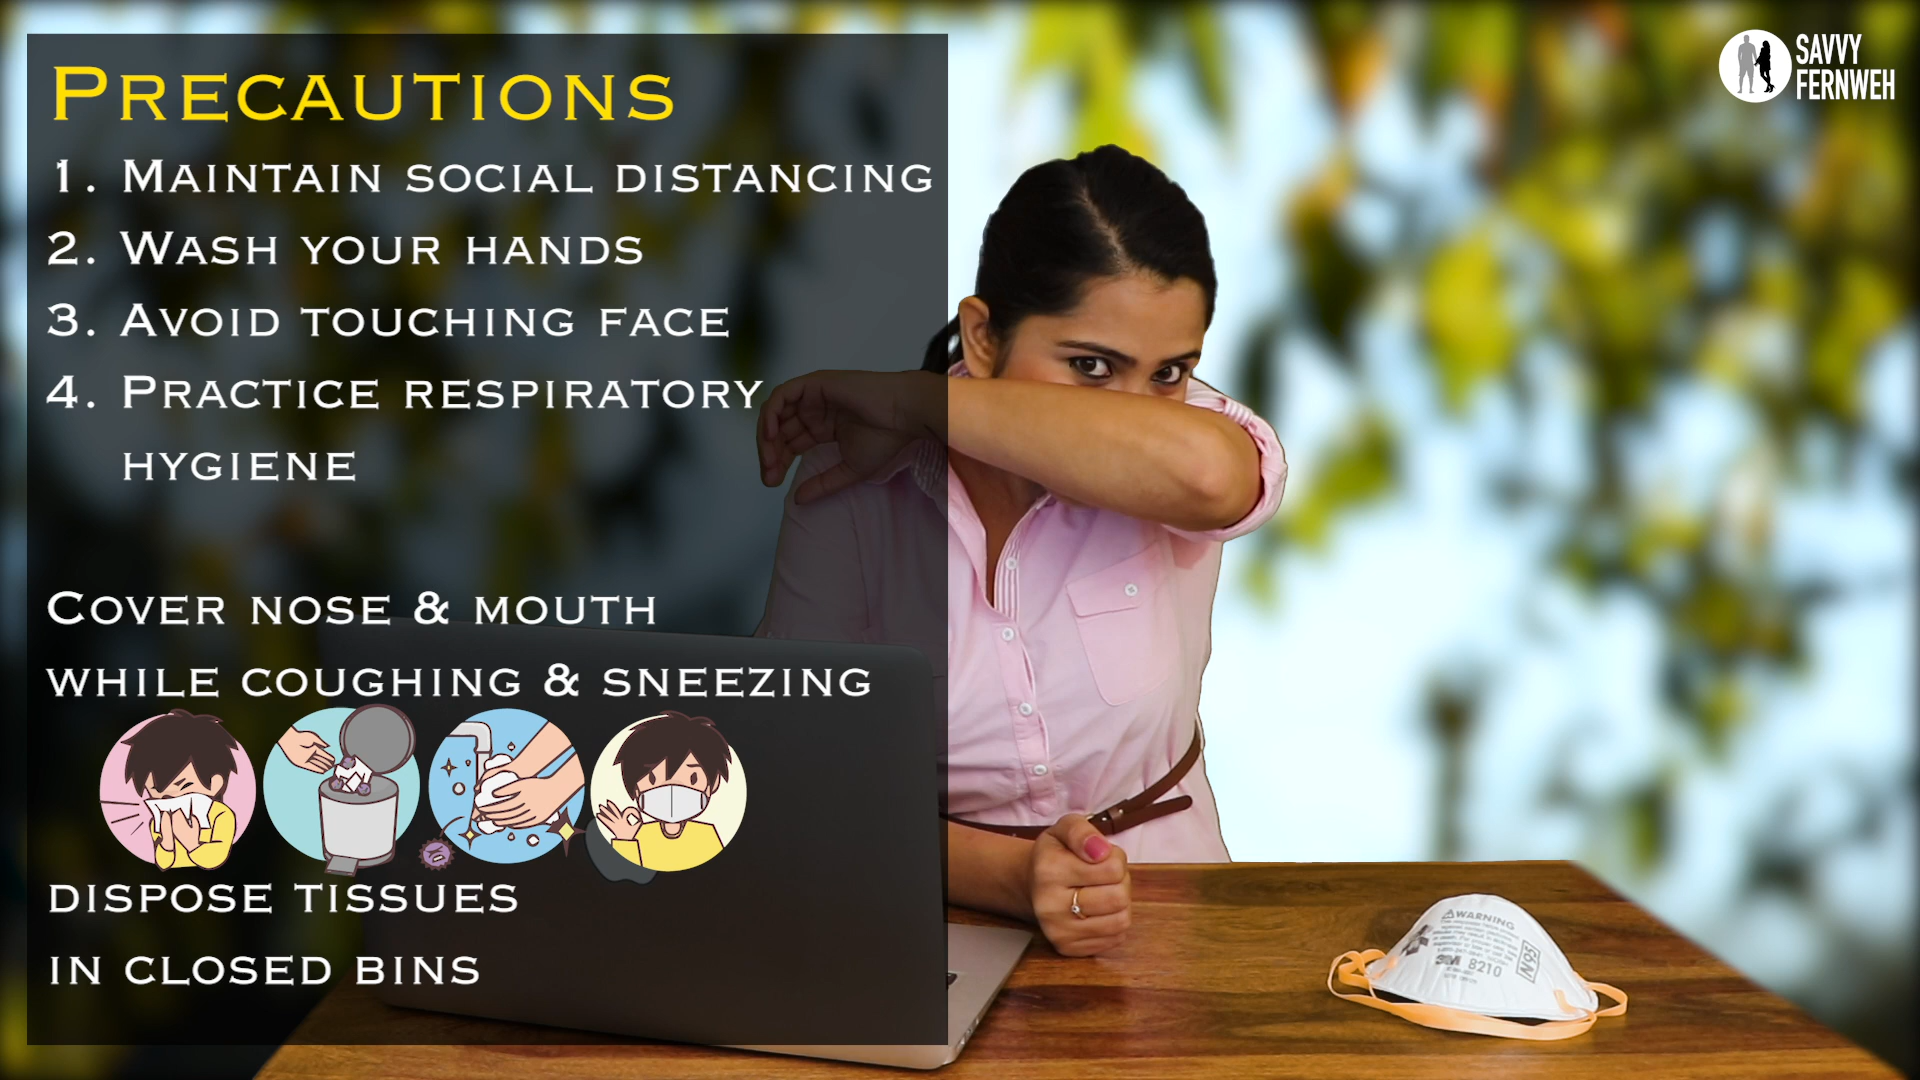 PRECAUTIONS
1. MAINTAIN SOCIAL DISTANCING
2. WASH YOUR HANDS
3. AVOID TOUCHING FACE
4. PRACTICE RESPIRATORY
HYGIENE
COVER NOSE & MOUTH
WHILE COUGHING & SNEEZING
DISPOSE TISSUES
IN CLOSED BINS
SAVVY
FERNWEH
WARNING
3M 8210
N95